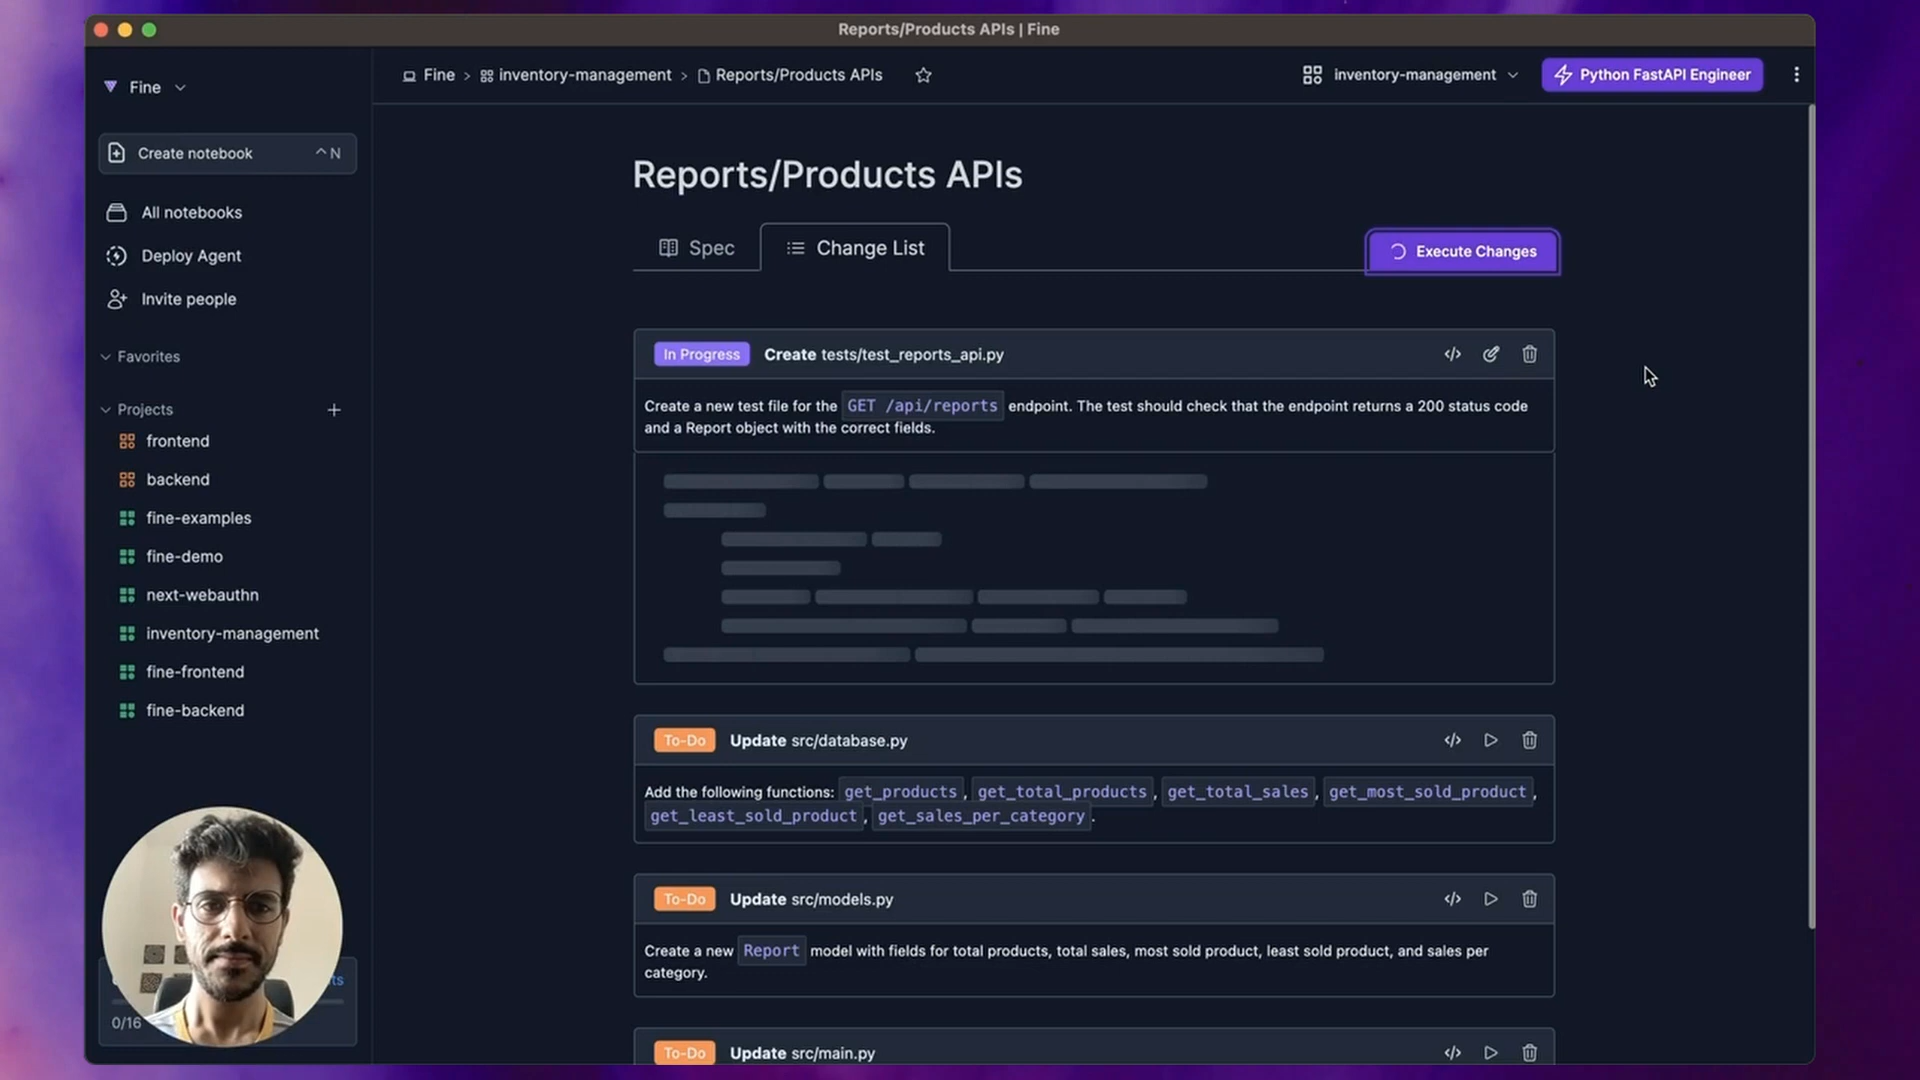 Reports/Products APIs | Fine
Fine
Create notebook ^ N
All notebooks
Deploy Agent
Invite people
Favorites
Projects +
frontend
backend
fine-examples
fine-demo
next-webauthn
inventory-management
fine-frontend
fine-backend
ts
0/16
Fine > inventory-management > Reports/Products APIs
inventory-management
Python FastAPI Engineer
Reports/Products APIs
Spec
Change List
Execute Changes
In Progress Create tests/test_reports_api.py
Create a new test file for the GET /api/reports endpoint. The test should check that the endpoint returns a 200 status code
and a Report object with the correct fields.
To-Do Update src/database.py
Add the following functions: get_products, get_total_products, get_total_sales, get_most_sold_product,
get_least_sold_product, get_sales_per_category.
To-Do Update src/models.py
Create a new Report model with fields for total products, total sales, most sold product, least sold product, and sales per
category.
To-Do Update src/main.py